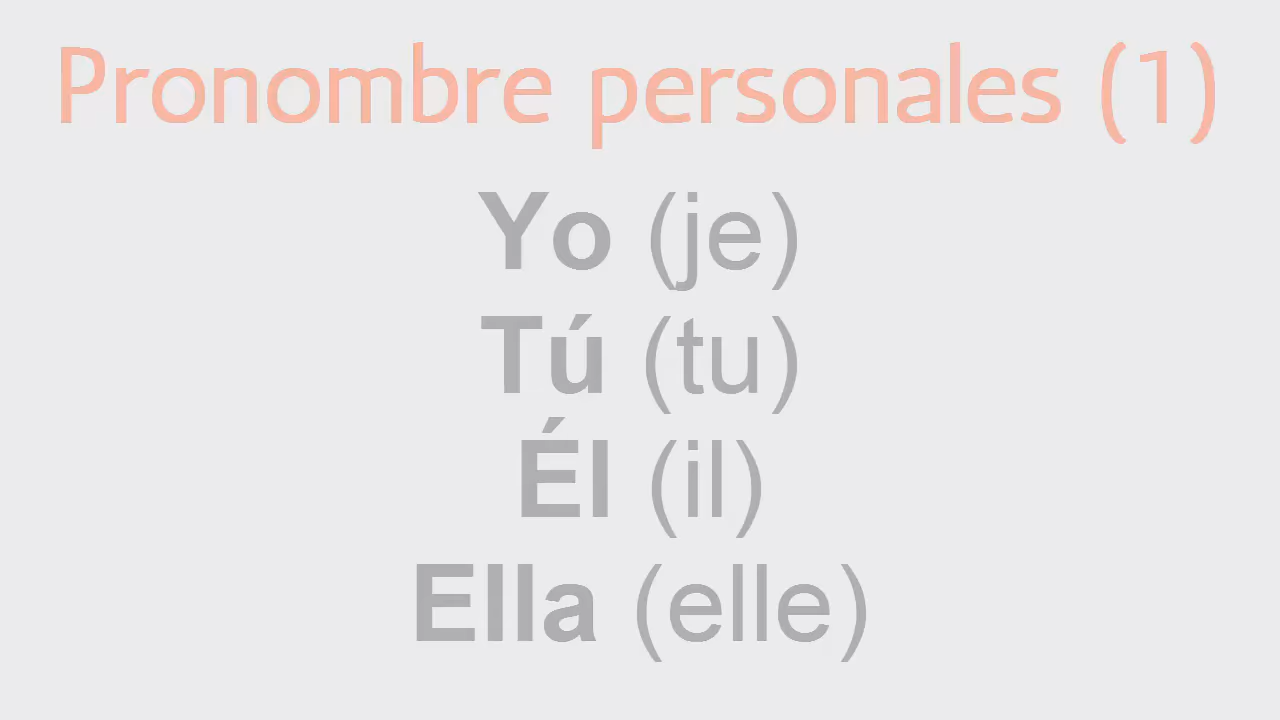 Pronombre personales (1)
Yo (je)
Tú (tu)
Él (il)
Ella (elle)